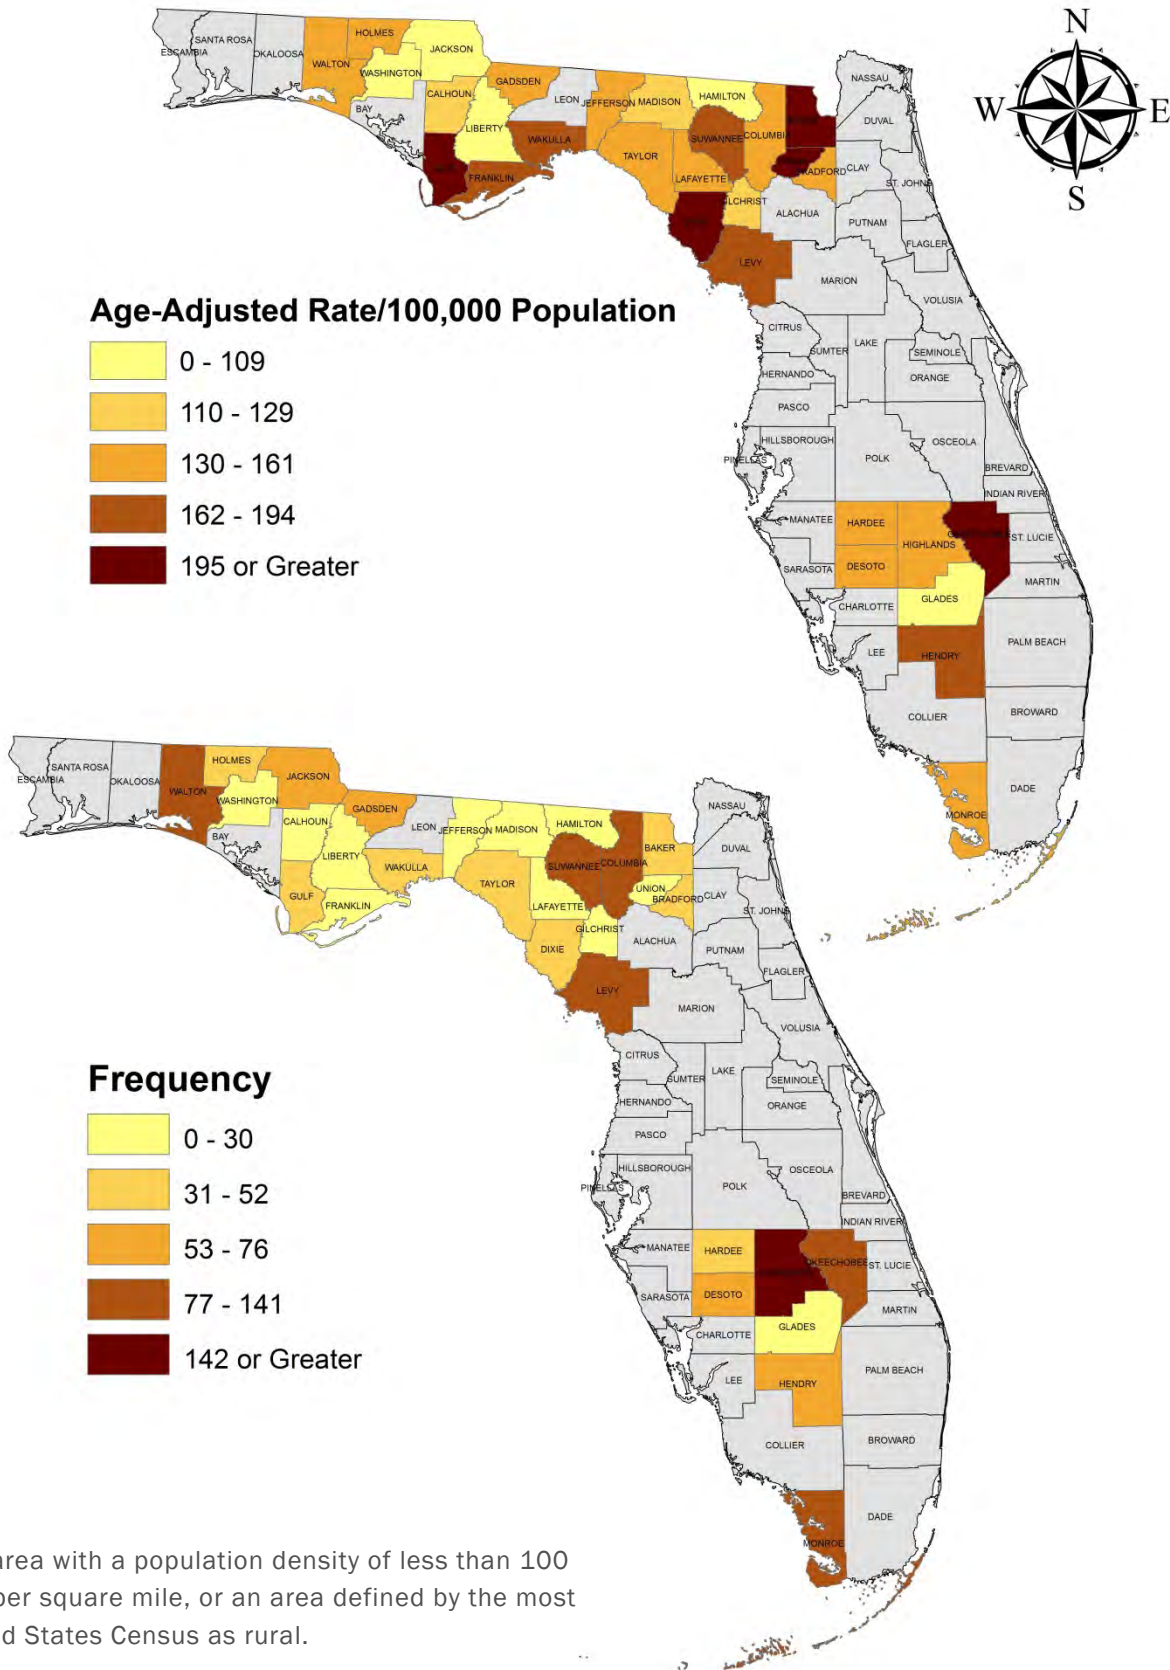 N
W
E
S
ESCAMBIA
SANTA ROSA
OKALOOSA
WALTON
HOLMES
JACKSON
WASHINGTON
BAY
CALHOUN
GADSDEN
LIBERTY
LEON
JEFFERSON
MADISON
HAMILTON
WAKULLA
FRANKLIN
TAYLOR
SUWANNEE
COLUMBIA
LAFAYETTE
NASSAU
DUVAL
CLAY
ST. JOHNS
ALACHUA
PUTNAM
FLAGLER
LEVY
MARION
VOLUSIA
Age-Adjusted Rate/100,000 Population
0 - 109
110 - 129
130 - 161
162 - 194
195 or Greater
CITRUS
SUMTER
LAKE
SEMINOLE
HERNANDO
ORANGE
PASCO
HILLSBOROUGH
PINELLAS
POLK
OSCEOLA
BREVARD
INDIAN RIVER
MANATEE
HARDEE
HIGHLANDS
ST. LUCIE
SARASOTA
DESOTO
MARTIN
CHARLOTTE
GLADES
LEE
HENDRY
PALM BEACH
COLLIER
BROWARD
DADE
MONROE
ESCAMBIA
SANTA ROSA
OKALOOSA
WALTON
HOLMES
JACKSON
WASHINGTON
BAY
CALHOUN
GADSDEN
LIBERTY
LEON
JEFFERSON
MADISON
HAMILTON
WAKULLA
GULF
FRANKLIN
TAYLOR
SUWANNEE
COLUMBIA
BAKER
UNION
BRADFORD
LAFAYETTE
GILCHRIST
DIXIE
NASSAU
DUVAL
CLAY
ST. JOHNS
ALACHUA
PUTNAM
FLAGLER
LEVY
MARION
VOLUSIA
Frequency
0 - 30
31 - 52
53 - 76
77 - 141
142 or Greater
CITRUS
SUMTER
LAKE
SEMINOLE
HERNANDO
ORANGE
PASCO
HILLSBOROUGH
PINELLAS
POLK
OSCEOLA
BREVARD
INDIAN RIVER
MANATEE
HARDEE
OKEECHOBEE
ST. LUCIE
SARASOTA
DESOTO
MARTIN
CHARLOTTE
GLADES
LEE
HENDRY
PALM BEACH
COLLIER
BROWARD
DADE
MONROE
area with a population density of less than 100
per square mile, or an area defined by the most
d States Census as rural.